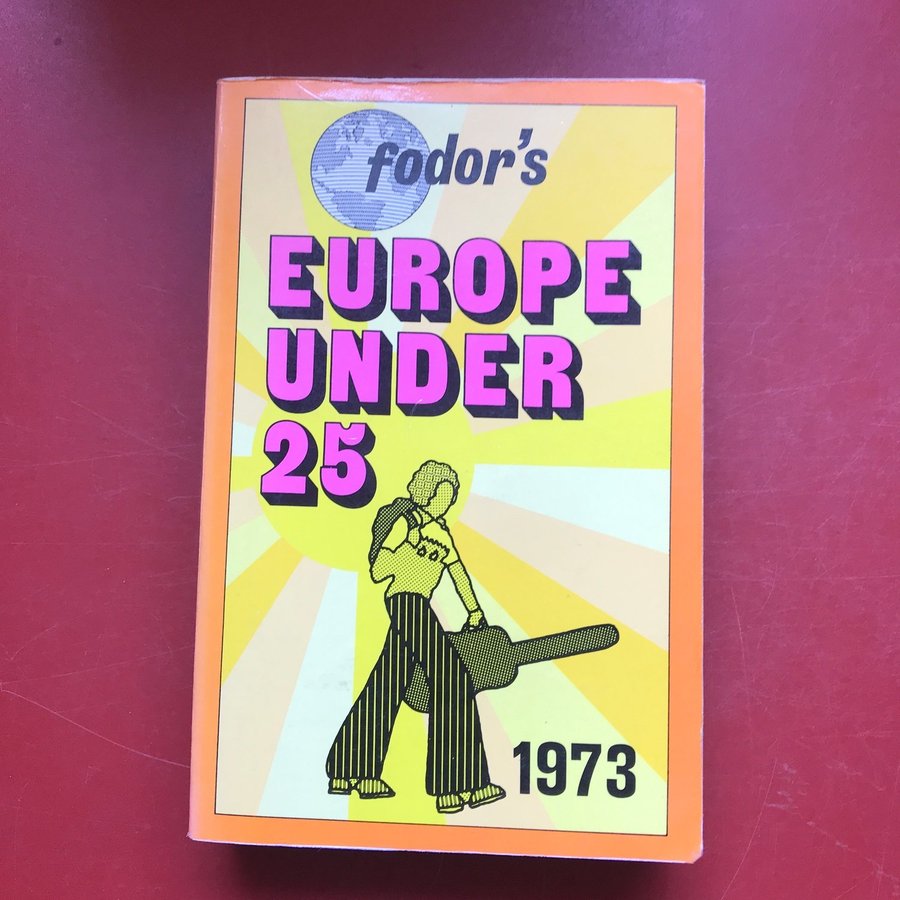 fodor's
EUROPE
UNDER
25
1973